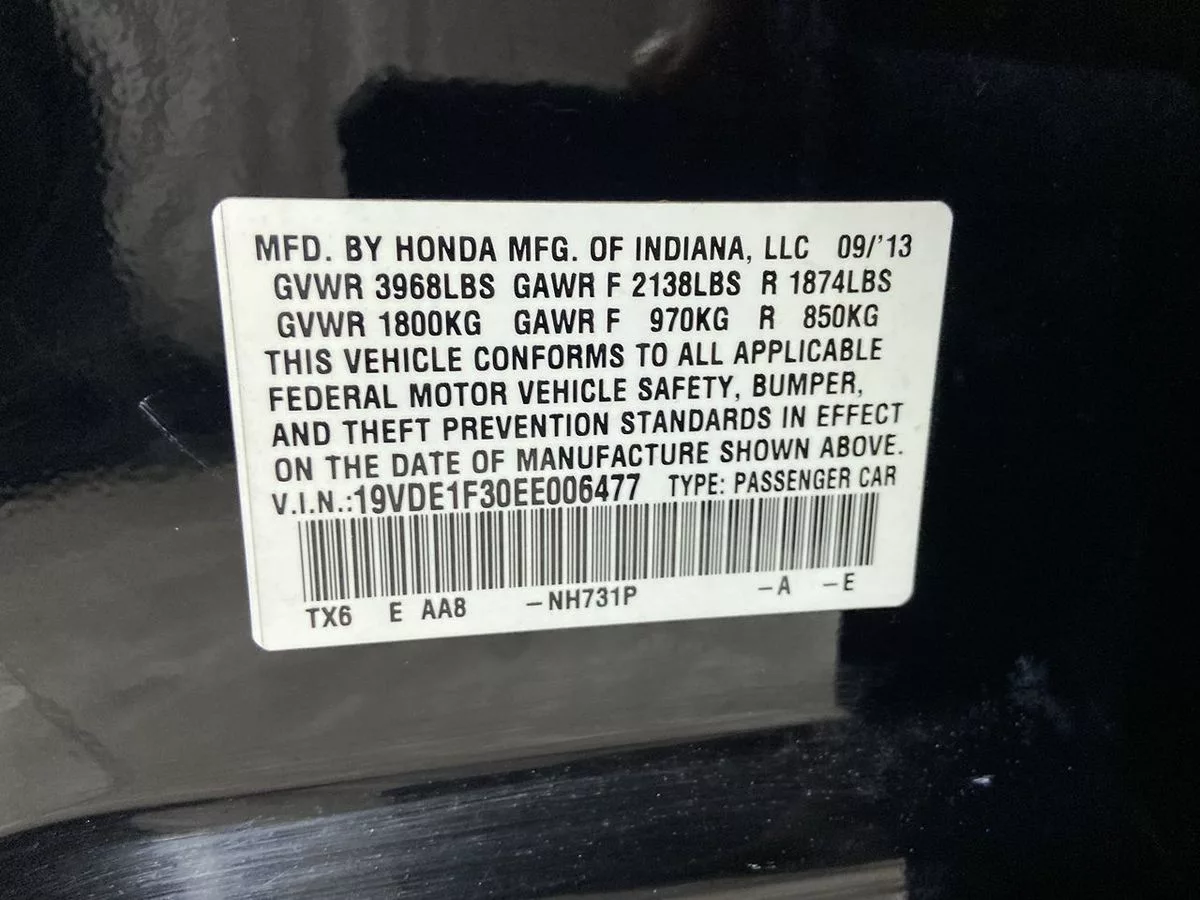 MFD. BY HONDA MFG. OF INDIANA, LLC 09/'13
GVWR 3968LBS GAWR F 2138LBS R 1874LBS
GVWR 1800KG GAWR F 970KG R 850KG
THIS VEHICLE CONFORMS TO ALL APPLICABLE
FEDERAL MOTOR VEHICLE SAFETY, BUMPER,
AND THEFT PREVENTION STANDARDS IN EFFECT
ON THE DATE OF MANUFACTURE SHOWN ABOVE.
V.I.N.:19VDE1F30EE006477 TYPE: PASSENGER CAR
TX6 E AA8 -NH731P -A -E